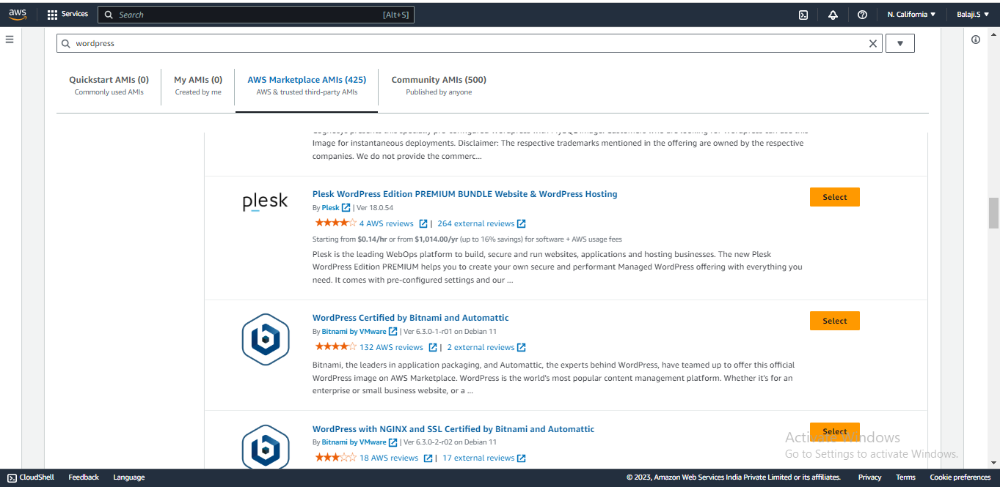 aws Services Search [Alt+S] N. California ▼ Balaji.S ▼
wordpress
Quickstart AMIs (0) My AMIs (0) AWS Marketplace AMIs (425) Community AMIs (500)
Commonly used AMIs Created by me AWS & trusted third-party AMIs Published by anyone
Image for instantaneous deployments. Disclaimer: The respective trademarks mentioned in the offering are owned by the respective
companies. We do not provide the commerc...
plesk
Plesk WordPress Edition PREMIUM BUNDLE Website & WordPress Hosting
Select
By Plesk | Ver 18.0.54
4 AWS reviews | 264 external reviews
Starting from $0.14/hr or from $1,014.00/yr (up to 16% savings) for software + AWS usage fees
Plesk is the leading WebOps platform to build, secure and run websites, applications and hosting businesses. The new Plesk
WordPress Edition PREMIUM helps you to create your own secure and performant Managed WordPress offering with everything you
need. It comes with pre-configured settings and our ...
WordPress Certified by Bitnami and Automattic
Select
By Bitnami by VMware | Ver 6.3.0-1-r01 on Debian 11
132 AWS reviews | 2 external reviews
Bitnami, the leaders in application packaging, and Automattic, the experts behind WordPress, have teamed up to offer this official
WordPress image on AWS Marketplace. WordPress is the world's most popular content management platform. Whether it's for an
enterprise or small business website, or a ...
WordPress with NGINX and SSL Certified by Bitnami and Automattic
Select
By Bitnami by VMware | Ver 6.3.0-2-r02 on Debian 11
18 AWS reviews | 17 external reviews
Activate Windows
Go to Settings to activate Windows.
CloudShell Feedback Language © 2023, Amazon Web Services India Private Limited or its affiliates. Privacy Terms Cookie preferences